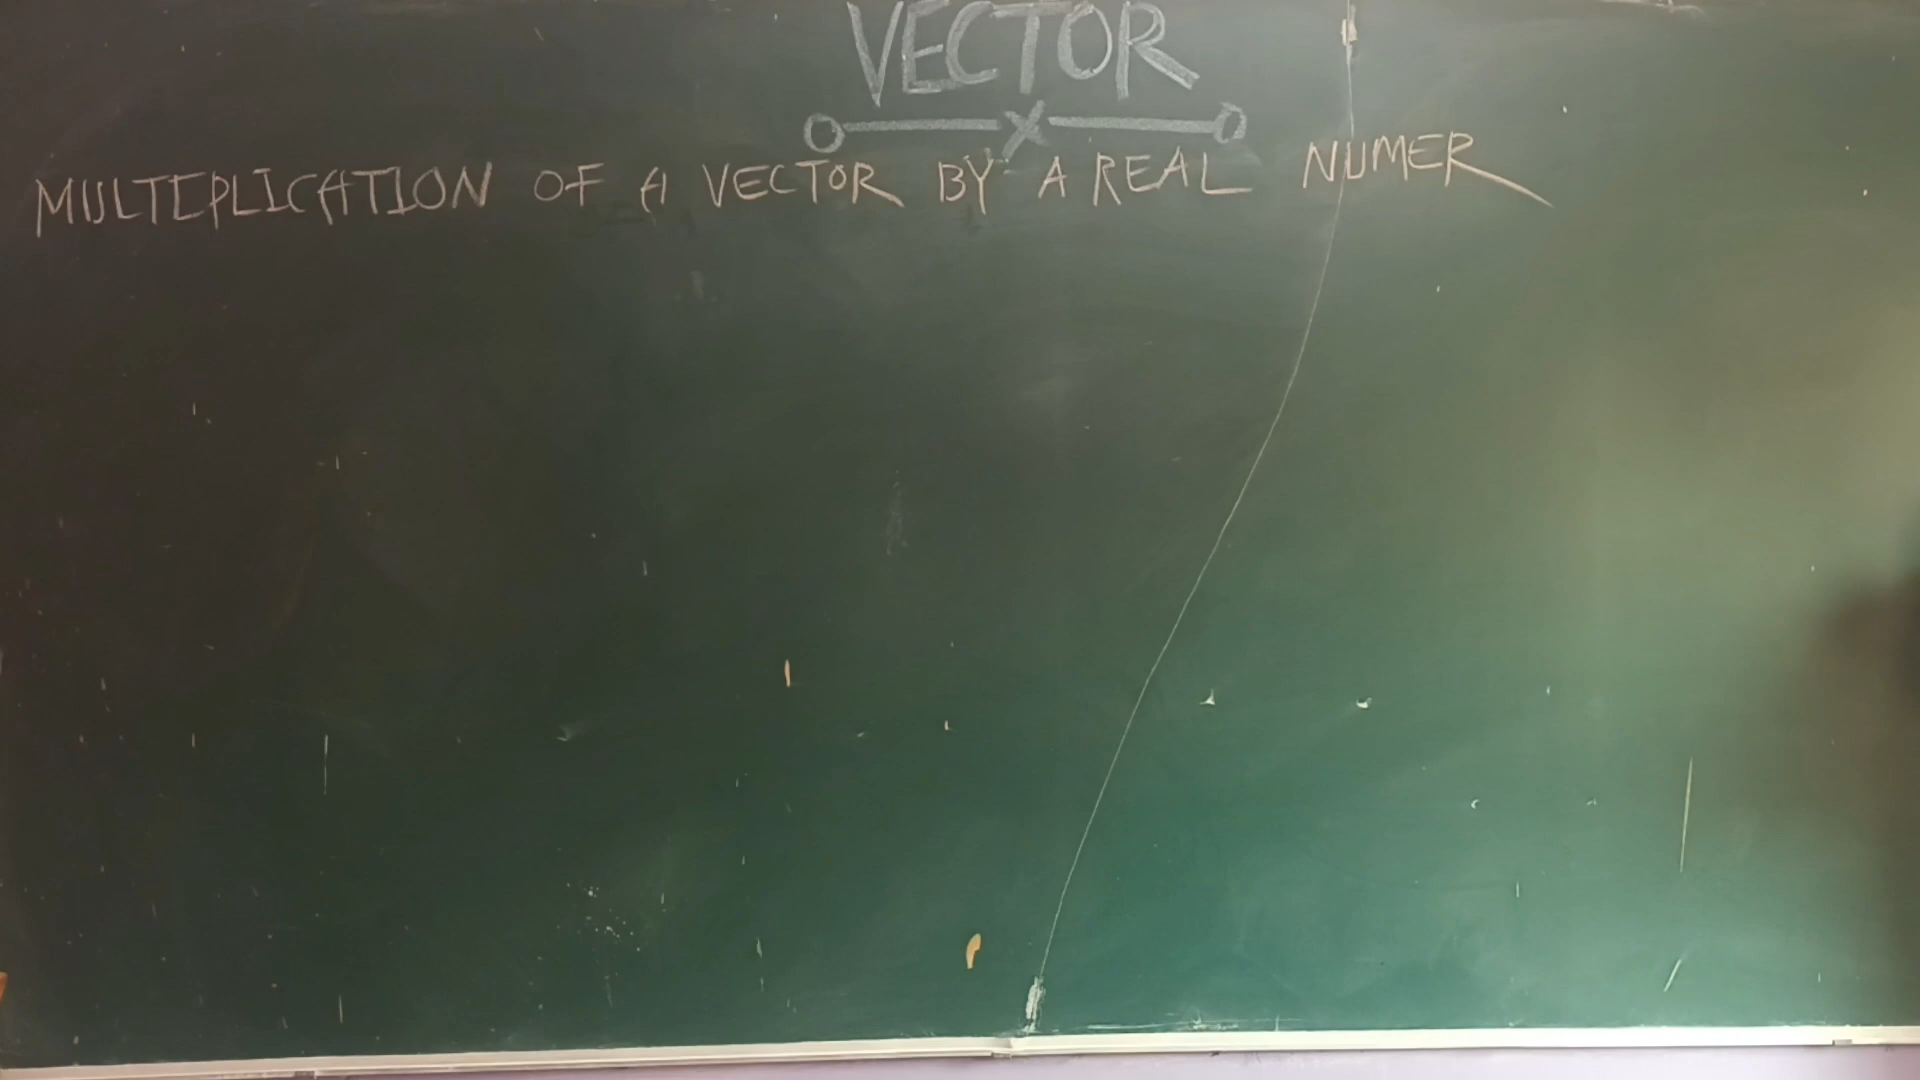 VECTOR
MULTIPLICATION OF A VECTOR BY A REAL NUMER